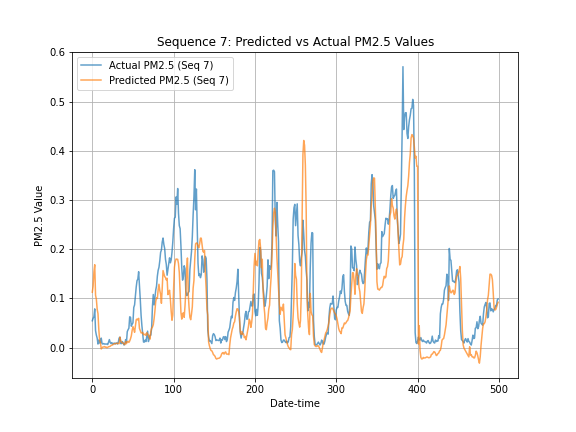 Sequence 7: Predicted vs Actual PM2.5 Values
Actual PM2.5 (Seq 7)
Predicted PM2.5 (Seq 7)
PM2.5 Value
0.6
0.5
0.4
0.3
0.2
0.1
0.0
0 100 200 300 400 500
Date-time